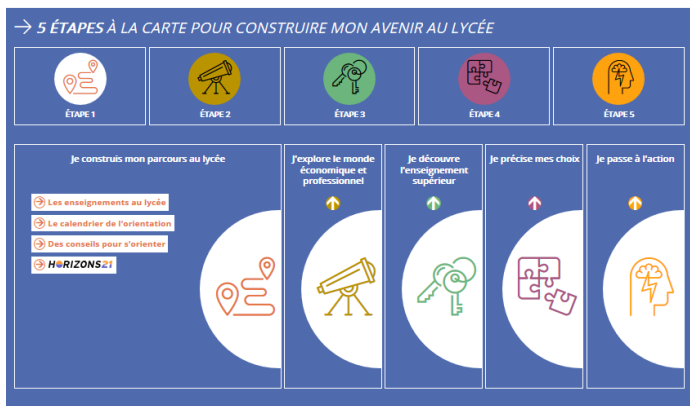 5 ÉTAPES À LA CARTE POUR CONSTRUIRE MON AVENIR AU LYCÉE
ÉTAPE 1
ÉTAPE 2
ÉTAPE 3
ÉTAPE 4
ÉTAPE 5
Je construis mon parcours au lycée
Les enseignements au lycée
Le calendrier de l'orientation
Des conseils pour s'orienter
HORIZONS21
J'explore le monde
économique et
professionnel
Je découvre
l'enseignement
supérieur
Je précise mes choix
Je passe à l'action